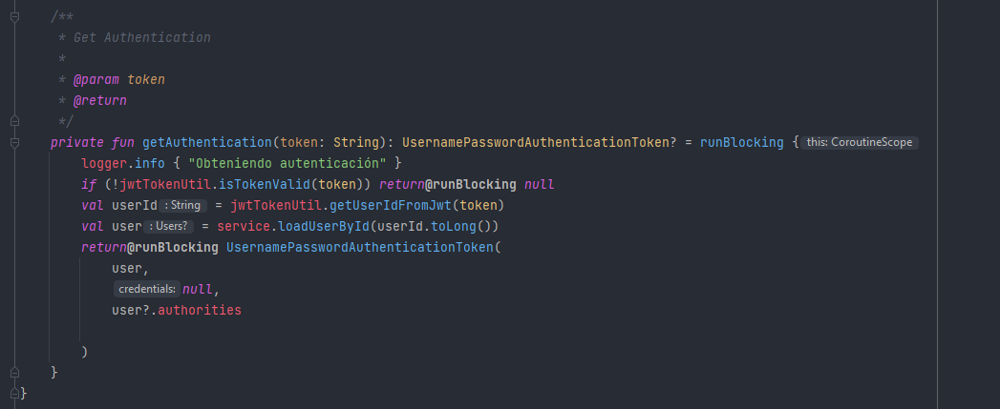 /**
 * Get Authentication
 *
 * @param token
 * @return
 */
private fun getAuthentication(token: String): UsernamePasswordAuthenticationToken? = runBlocking { this: CoroutineScope
    logger.info { "Obteniendo autenticación" }
    if (!jwtTokenUtil.isTokenValid(token)) return@runBlocking null
    val userId : String = jwtTokenUtil.getUserIdFromJwt(token)
    val user : Users? = service.loadUserById(userId.toLong())
    return@runBlocking UsernamePasswordAuthenticationToken(
        user,
        credentials: null,
        user?.authorities
    )
}
}